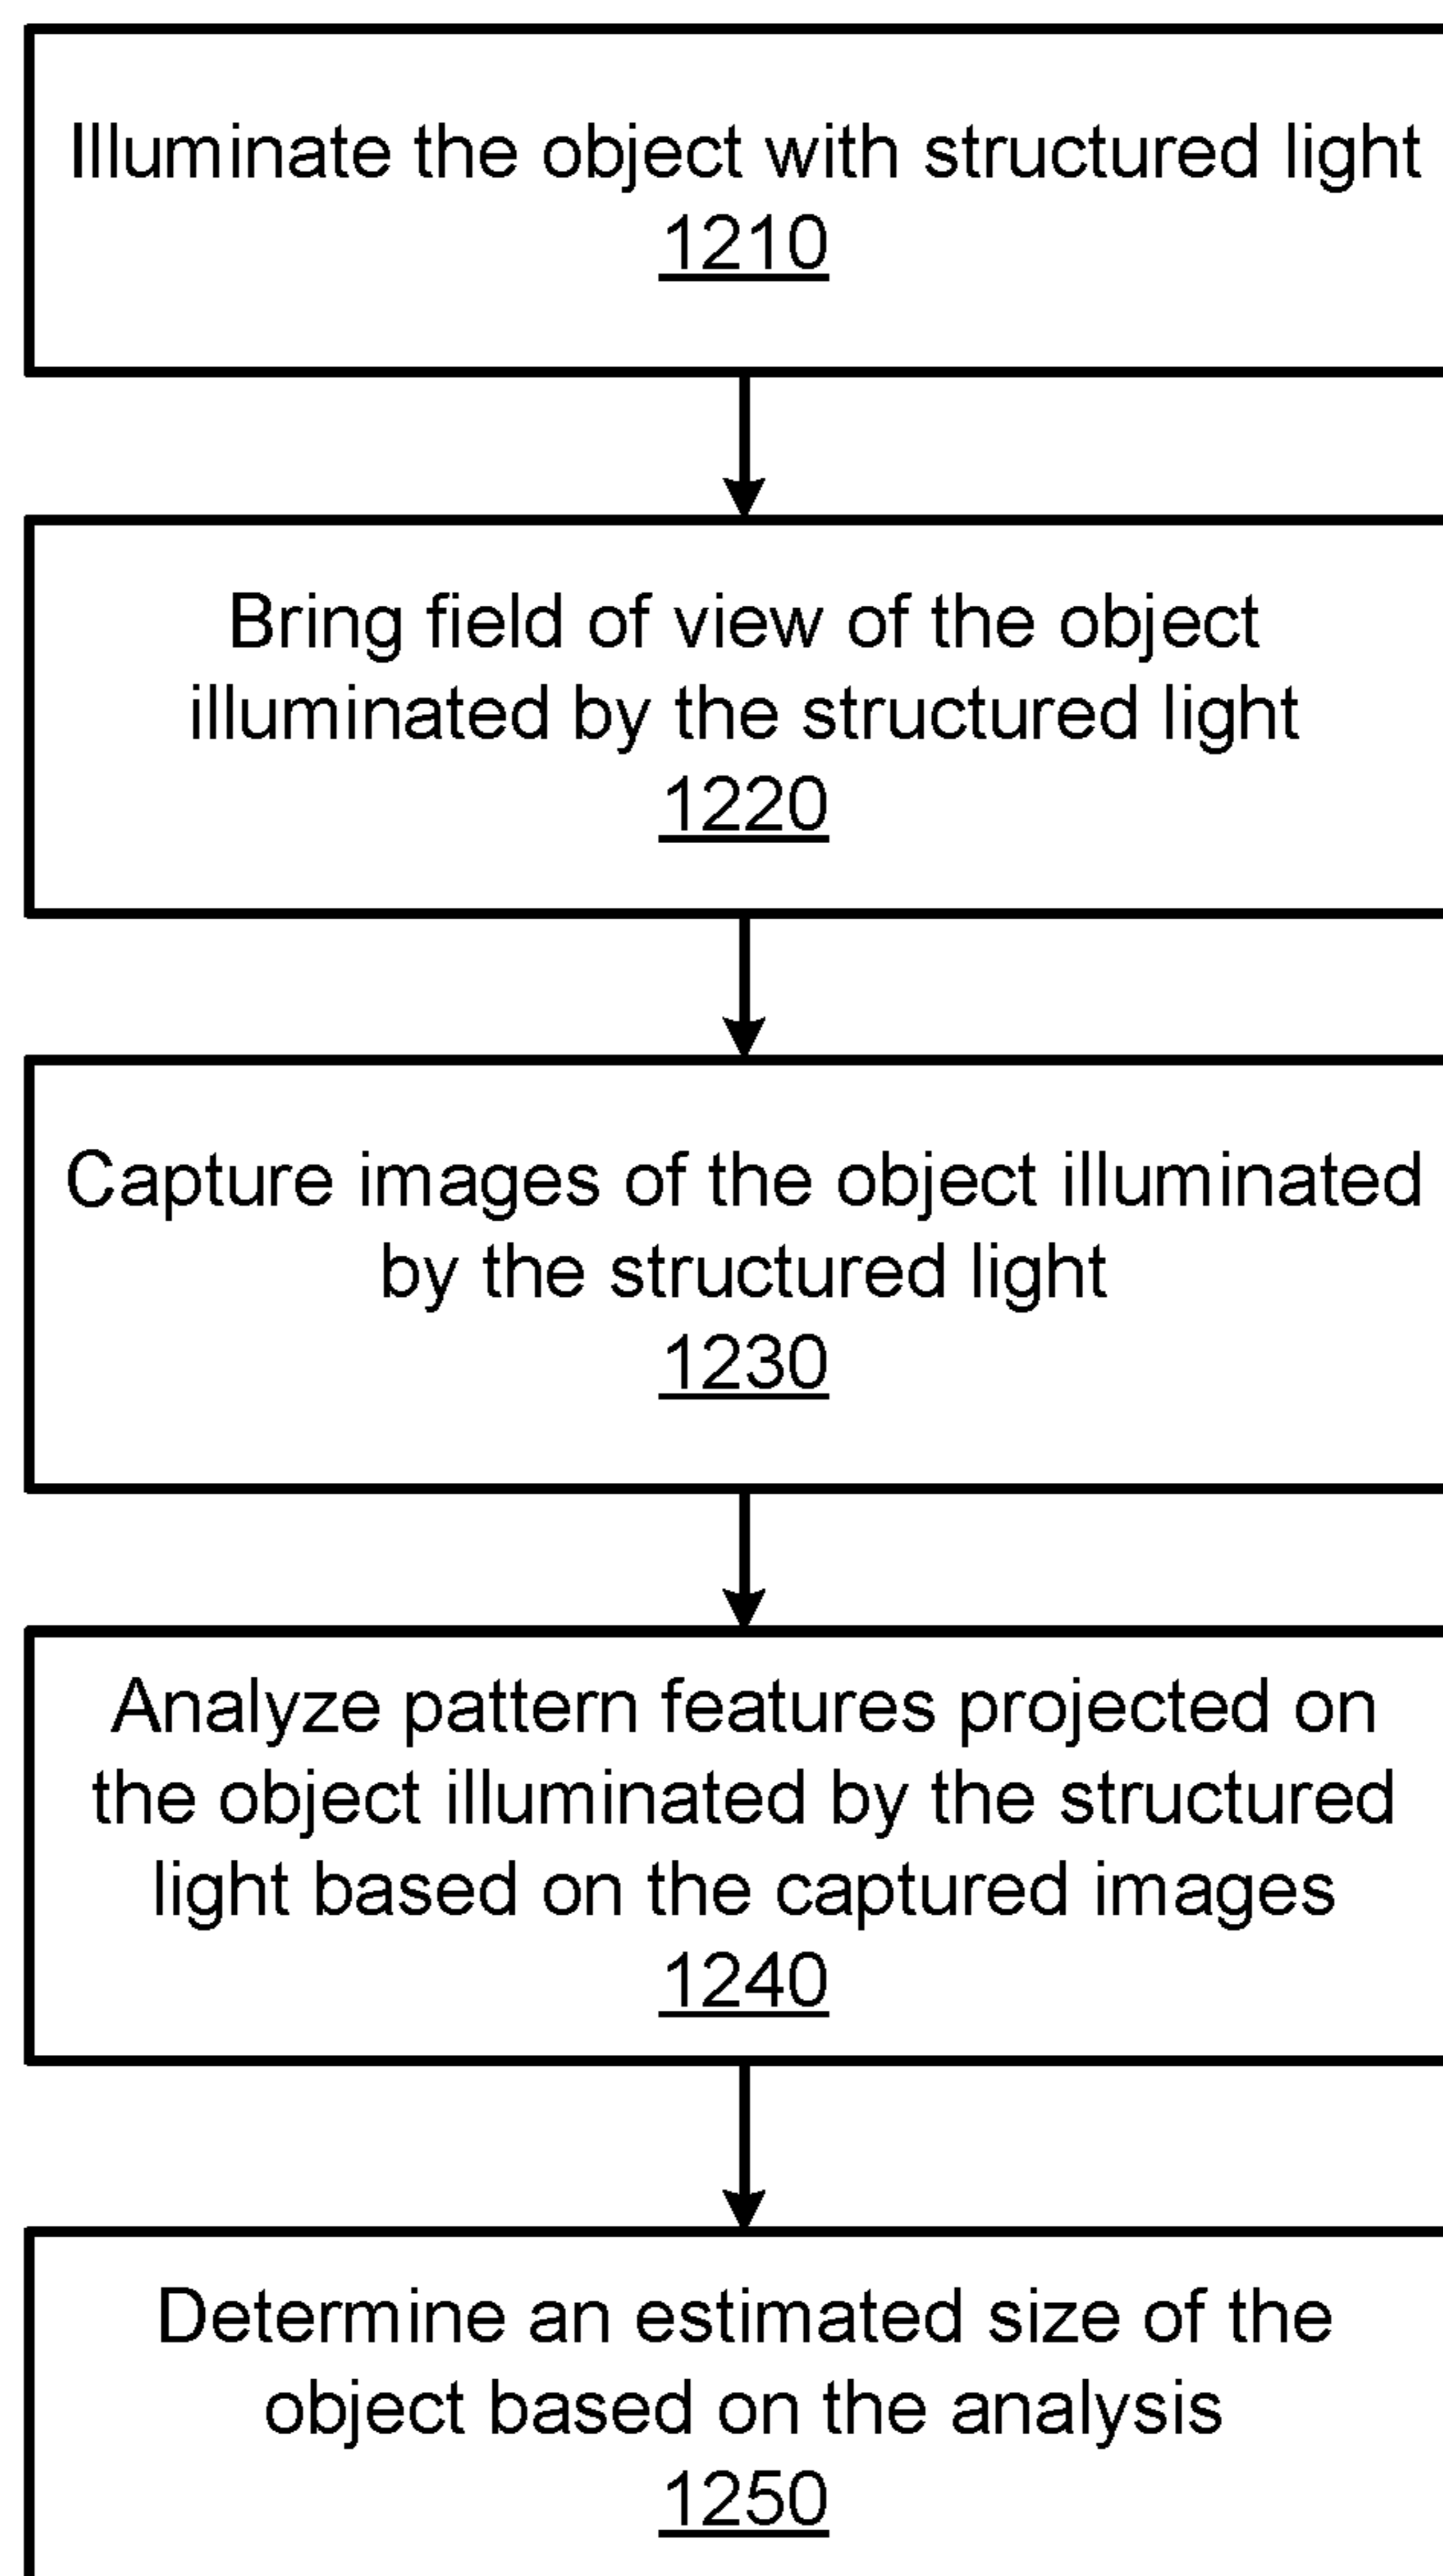 Illuminate the object with structured light
1210
Bring field of view of the object
illuminated by the structured light
1220
Capture images of the object illuminated
by the structured light
1230
Analyze pattern features projected on
the object illuminated by the structured
light based on the captured images
1240
Determine an estimated size of the
object based on the analysis
1250